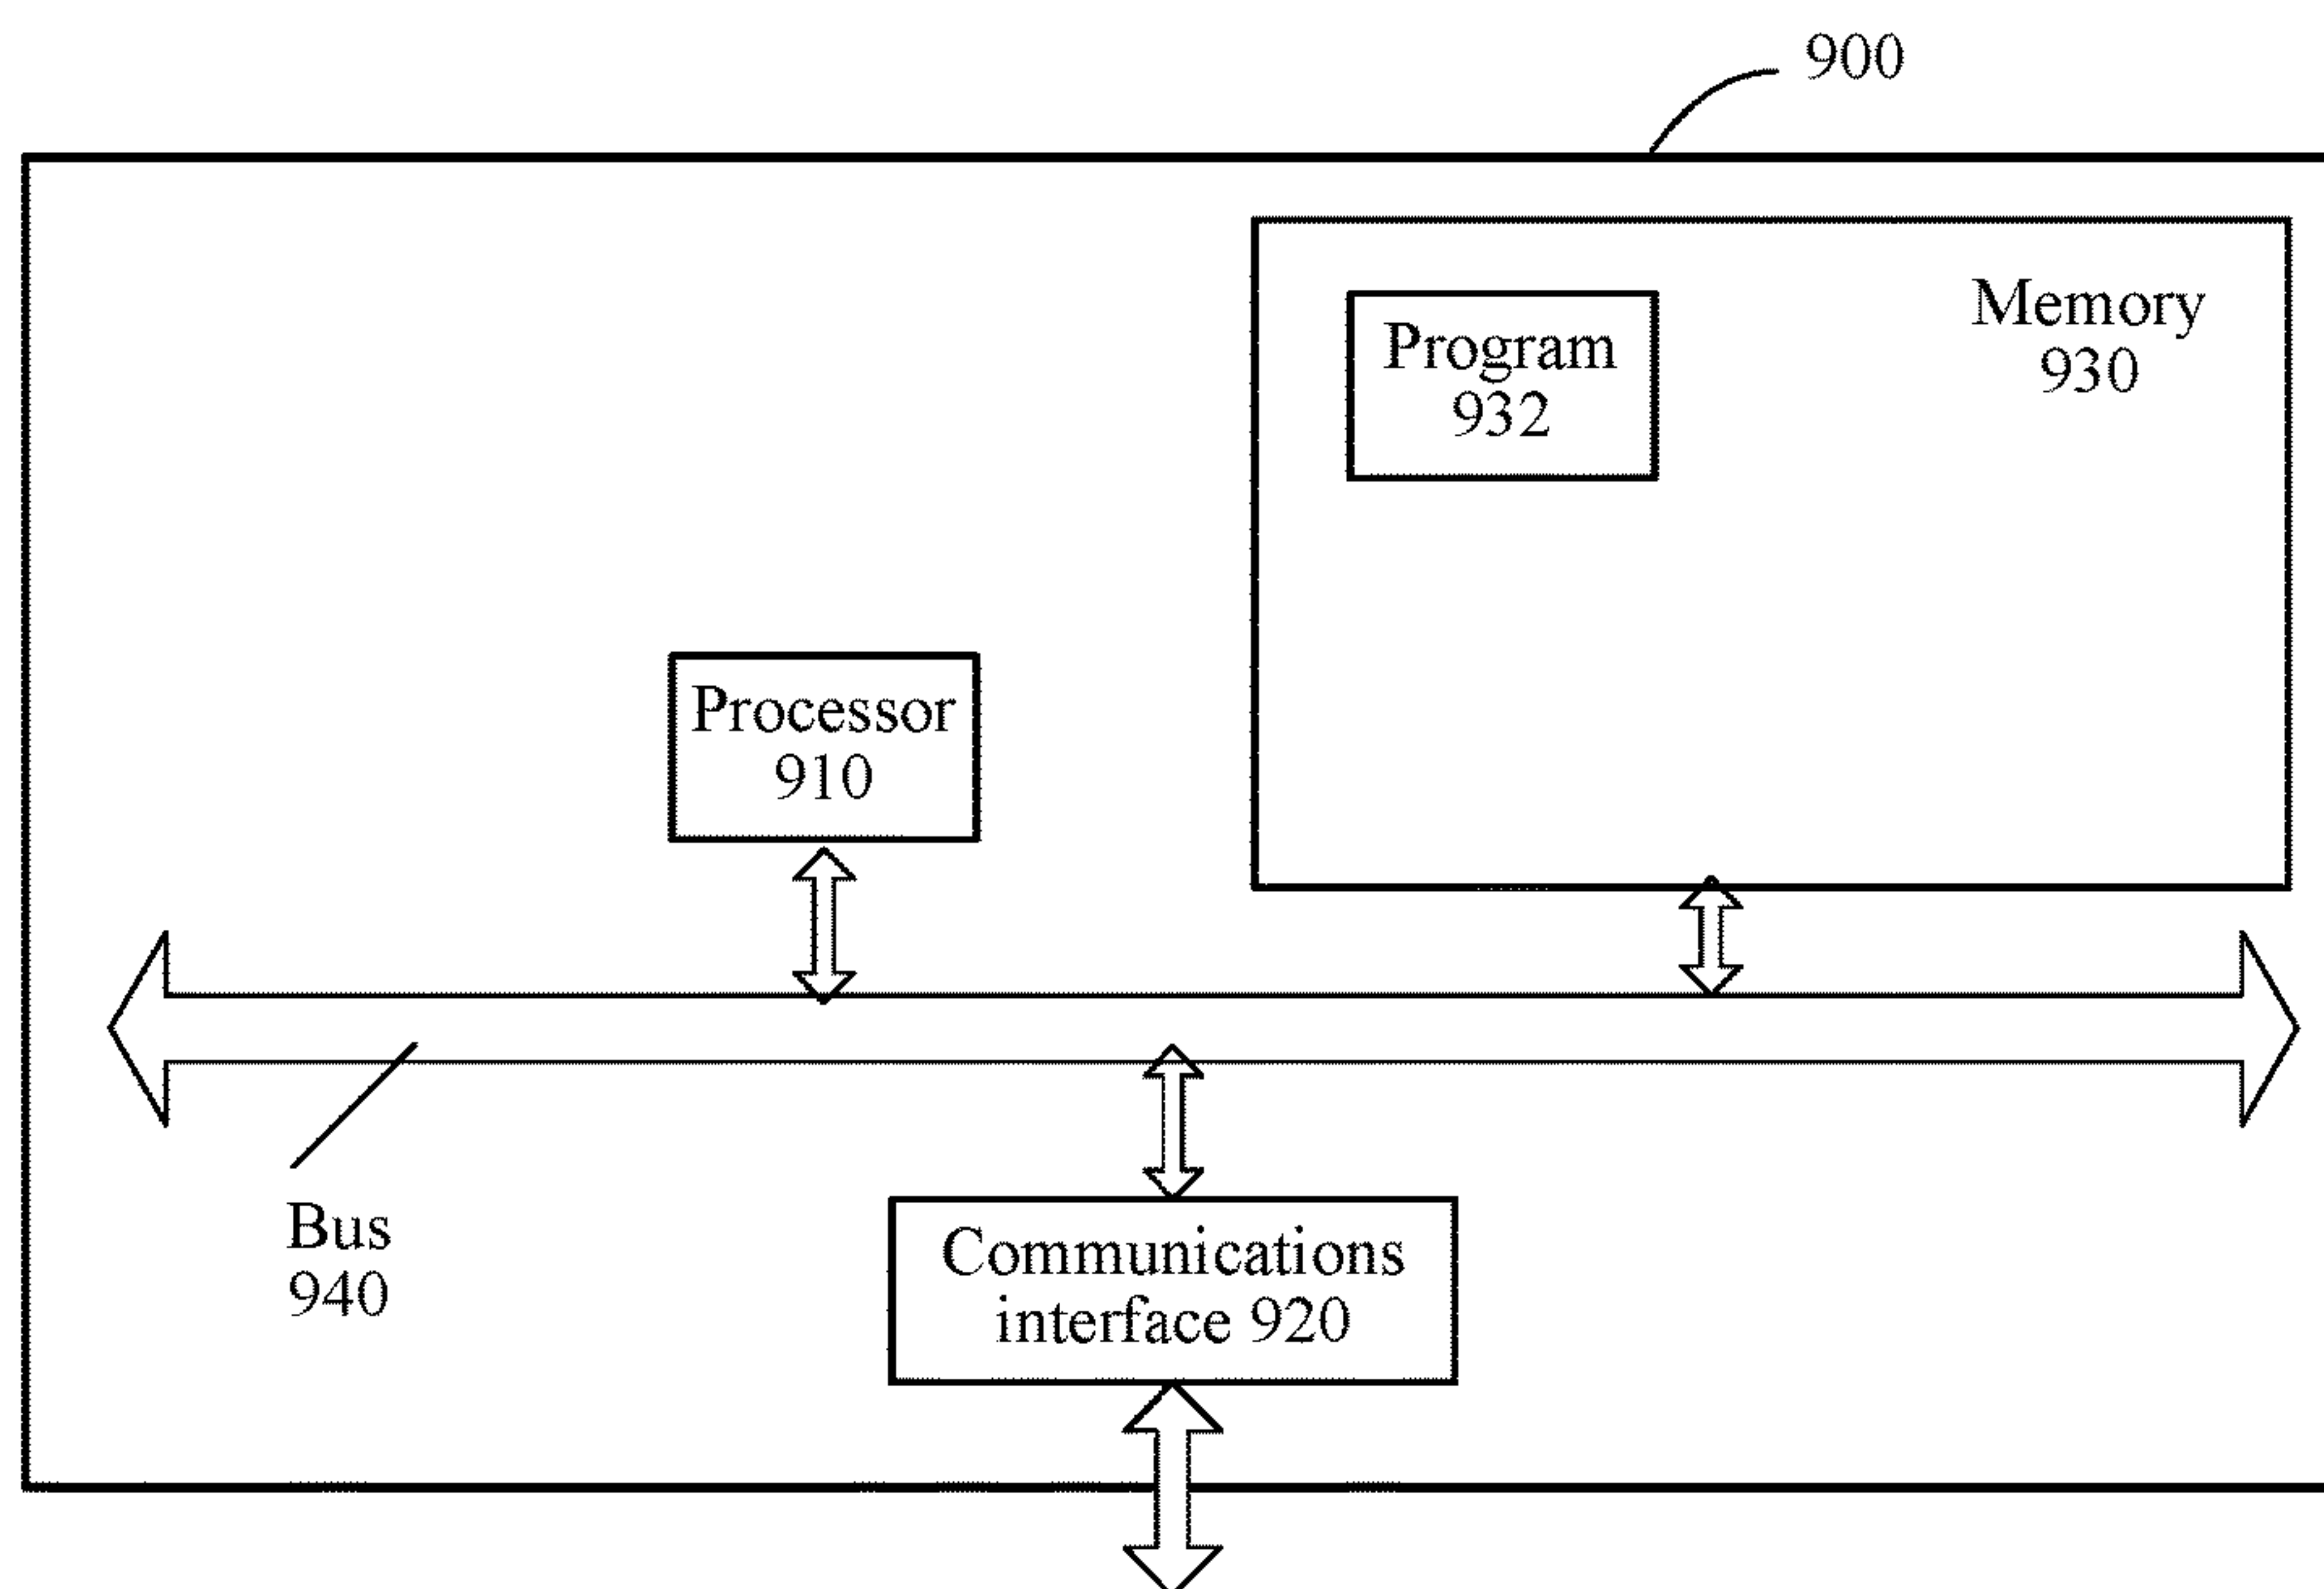 900
Memory
930
Program
932
Processor
910
Bus
940
Communications
interface 920